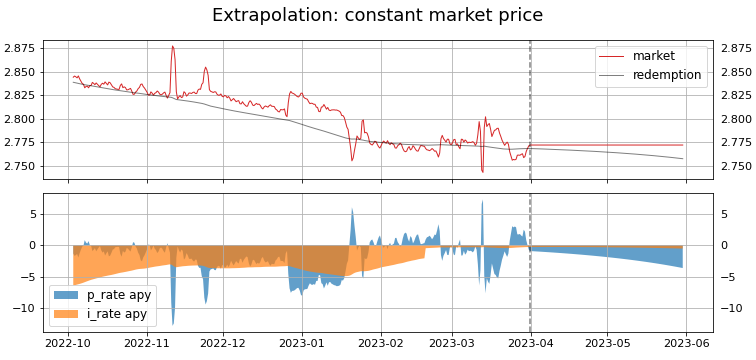 Extrapolation: constant market price
2.875 2.875
2.850 2.850
2.825 2.825
2.800 2.800
2.775 2.775
2.750 2.750
market
redemption
5 5
0 0
−5 −5
−10 −10
p_rate apy
i_rate apy
2022-10 2022-11 2022-12 2023-01 2023-02 2023-03 2023-04 2023-05 2023-06